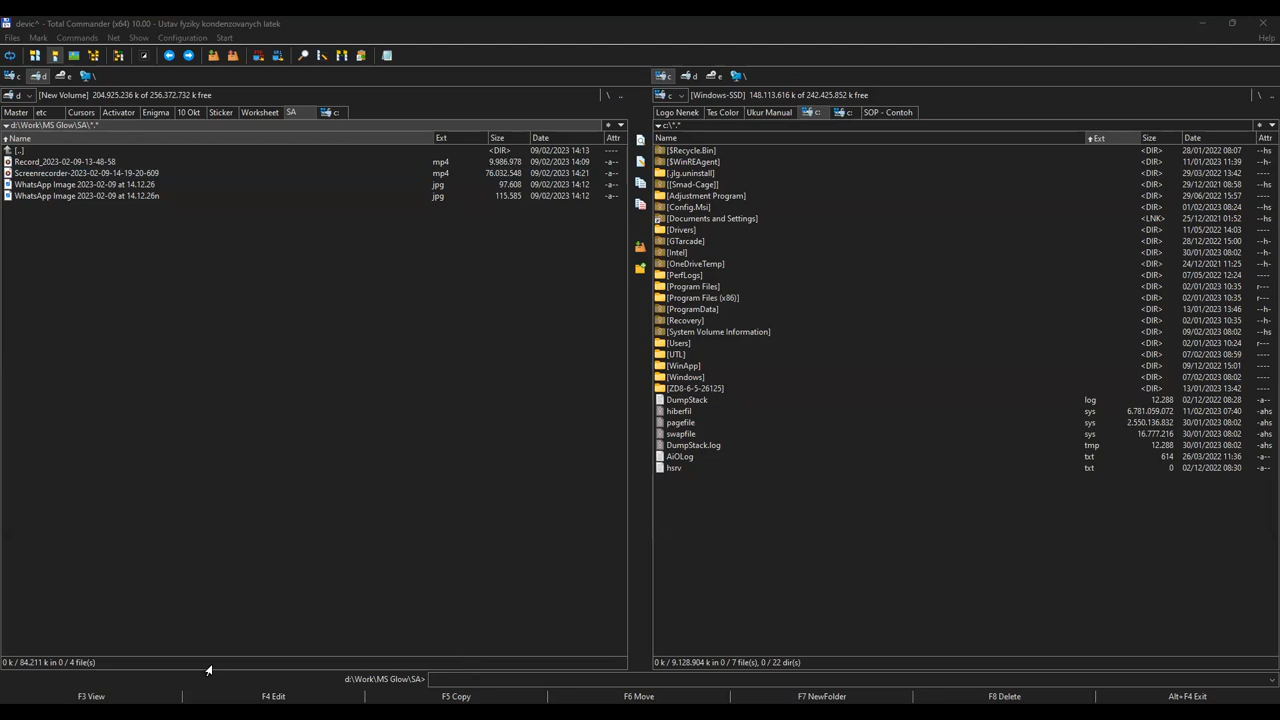 devic^ - Total Commander (x64) 10.00 - Ustav fyziky kondenzovanych latek
Files Mark Commands Net Show Configuration Start Help
c d e \ c d e \
d [New Volume] 204.925.236 k of 256.372.732 k free \ .. c [Windows-SSD] 148.113.616 k of 242.425.852 k free \ ..
Master etc Cursors Activator Enigma 10 Okt Sticker Worksheet SA c: Logo Nenek Tes Color Ukur Manual c: c: SOP - Contoh
d:\Work\MS Glow\SA\*.* * c:\*.* *
Name Ext Size Date Attr
[..] <DIR> 09/02/2023 14:13 ----
Record_2023-02-09-13-48-58 mp4 9.986.978 09/02/2023 14:09 -a--
Screenrecorder-2023-02-09-14-19-20-609 mp4 76.032.548 09/02/2023 14:21 -a--
WhatsApp Image 2023-02-09 at 14.12.26 jpg 97.608 09/02/2023 14:12 -a--
WhatsApp Image 2023-02-09 at 14.12.26n jpg 115.585 09/02/2023 14:12 -a--
0 k / 84.211 k in 0 / 4 file(s)
Name Ext Size Date Attr
[$Recycle.Bin] <DIR> 28/01/2022 08:07 --hs
[$WinREAgent] <DIR> 11/01/2023 11:39 --h-
[.jlg.uninstall] <DIR> 29/03/2022 13:42 ----
[[Smad-Cage]] <DIR> 29/12/2021 08:58 --hs
[Adjustment Program] <DIR> 29/06/2022 15:57 ----
[Config.Msi] <DIR> 01/02/2023 08:24 --hs
[Documents and Settings] <LNK> 25/12/2021 01:52 --hs
[Drivers] <DIR> 11/05/2022 14:03 ----
[GTarcade] <DIR> 28/12/2022 15:00 --h-
[Intel] <DIR> 30/01/2023 08:02 --h-
[OneDriveTemp] <DIR> 24/12/2021 11:25 --h-
[PerfLogs] <DIR> 07/05/2022 12:24 ----
[Program Files] <DIR> 02/01/2023 10:35 r---
[Program Files (x86)] <DIR> 02/01/2023 10:35 r---
[ProgramData] <DIR> 13/01/2023 13:46 --h-
[Recovery] <DIR> 02/01/2023 10:35 --h-
[System Volume Information] <DIR> 09/02/2023 08:02 --hs
[Users] <DIR> 02/01/2023 10:24 r---
[UTL] <DIR> 07/02/2023 08:59 ----
[WinApp] <DIR> 09/12/2022 15:01 ----
[Windows] <DIR> 07/02/2023 08:02 ----
[ZD8-6-5-26125] <DIR> 13/01/2023 13:42 ----
DumpStack log 12.288 02/12/2022 08:28 -a--
hiberfil sys 6.781.059.072 11/02/2023 07:40 -ahs
pagefile sys 2.550.136.832 30/01/2023 08:02 -ahs
swapfile sys 16.777.216 30/01/2023 08:02 -ahs
DumpStack.log tmp 12.288 30/01/2023 08:02 -ahs
AiOLog txt 614 26/03/2022 11:36 -a--
hsrv txt 0 02/12/2022 08:30 -a--
0 k / 9.128.904 k in 0 / 7 file(s), 0 / 22 dir(s)
d:\Work\MS Glow\SA>
F3 View F4 Edit F5 Copy F6 Move F7 NewFolder F8 Delete Alt+F4 Exit